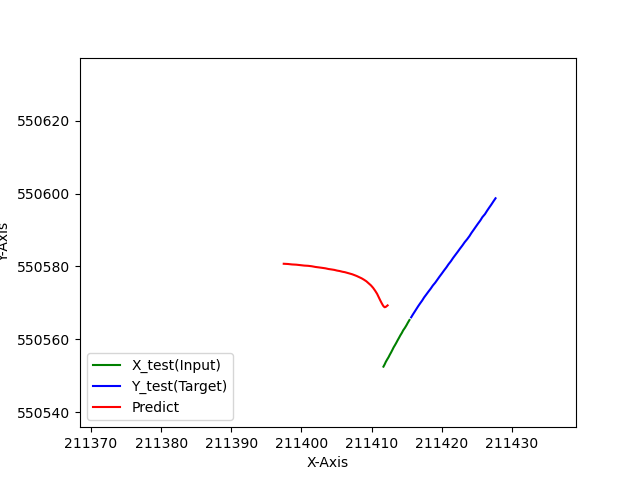 550620
550600
550580
550560
550540
Y-Axis
X_test(Input)
Y_test(Target)
Predict
211370 211380 211390 211400 211410 211420 211430
X-Axis